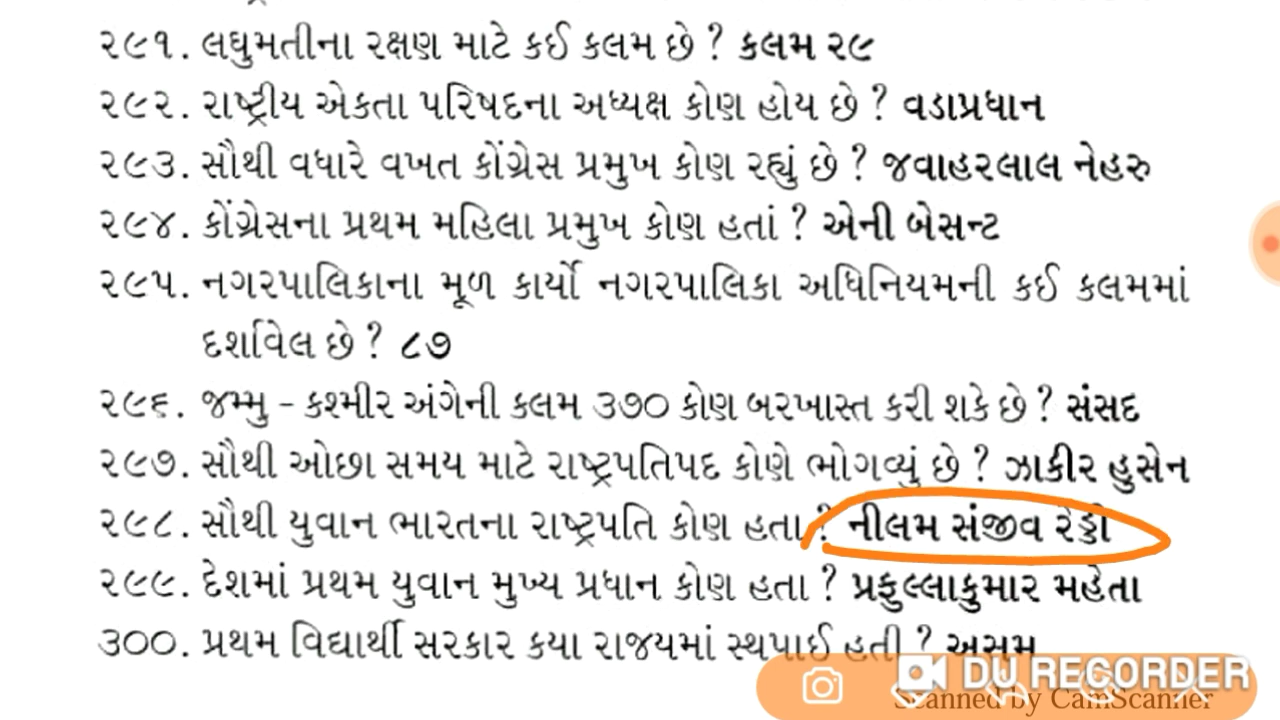 ૨૯૧. લઘુમતીના રક્ષણ માટે કઈ કલમ છે ? કલમ ૨૯
૨૯૨. રાષ્ટ્રીય એકતા પરિષદના અધ્યક્ષ કોણ હોય છે ? વડાપ્રધાન
૨૯૩. સૌથી વધારે વખત કોંગ્રેસ પ્રમુખ કોણ રહ્યું છે ? જવાહરલાલ નેહરુ
૨૯૪. કોંગ્રેસના પ્રથમ મહિલા પ્રમુખ કોણ હતાં ? એની બેસન્ટ
૨૯૫. નગરપાલિકાના મૂળ કાર્યો નગરપાલિકા અધિનિયમની કઈ કલમમાં
દર્શાવેલ છે ? ૮૭
૨૯૬. જમ્મુ - કશ્મીર અંગેની કલમ ૩૭૦ કોણ બરખાસ્ત કરી શકે છે ? સંસદ
૨૯૭. સૌથી ઓછા સમય માટે રાષ્ટ્રપતિપદ કોણે ભોગવ્યું છે ? ઝાકીર હુસેન
૨૯૮. સૌથી યુવાન ભારતના રાષ્ટ્રપતિ કોણ હતા ? નીલમ સંજીવ રેડ્ડી
૨૯૯. દેશમાં પ્રથમ યુવાન મુખ્ય પ્રધાન કોણ હતા ? પ્રફુલ્લાકુમાર મહેતા
૩૦૦. પ્રથમ વિદ્યાર્થી સરકાર કયા રાજયમાં સ્થપાઈ હતી ? અસમ
DU RECORDER
Scanned by CamScanner